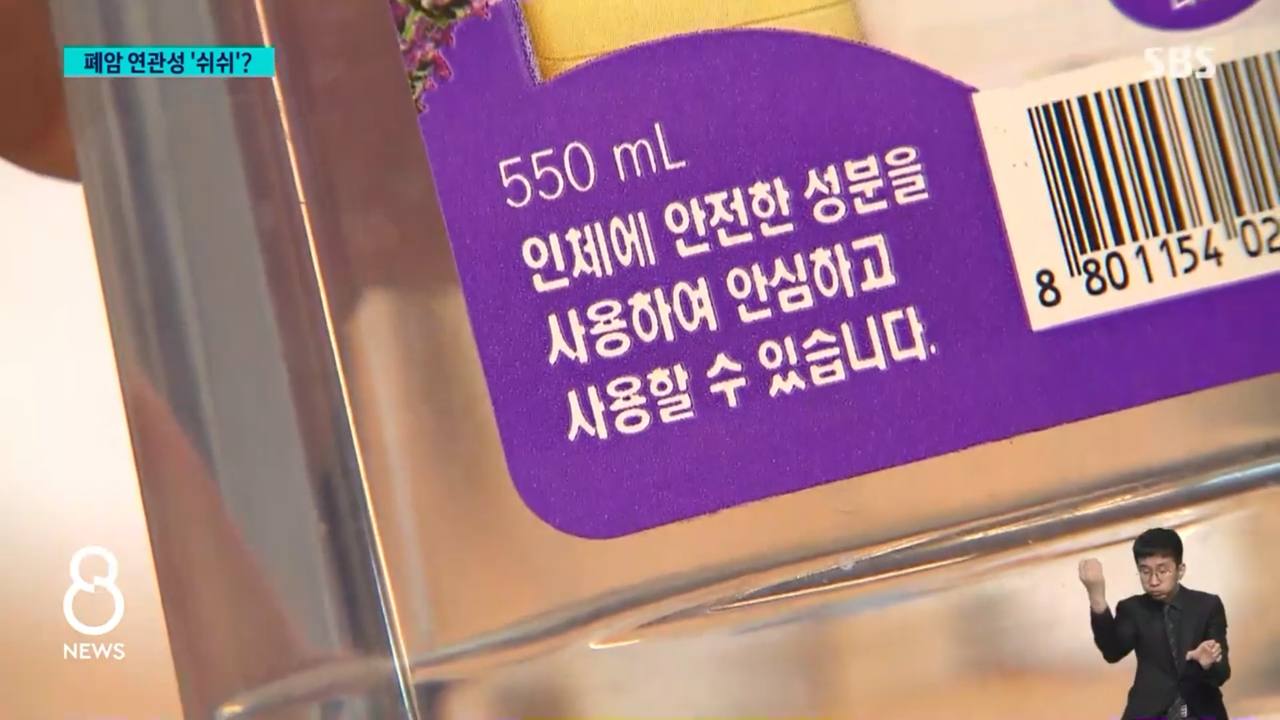 폐암 연관성 '쉬쉬'?
SBS
550 mL
인체에 안전한 성분을
사용하여 안심하고
사용할 수 있습니다.
8 801154 02
8
NEWS